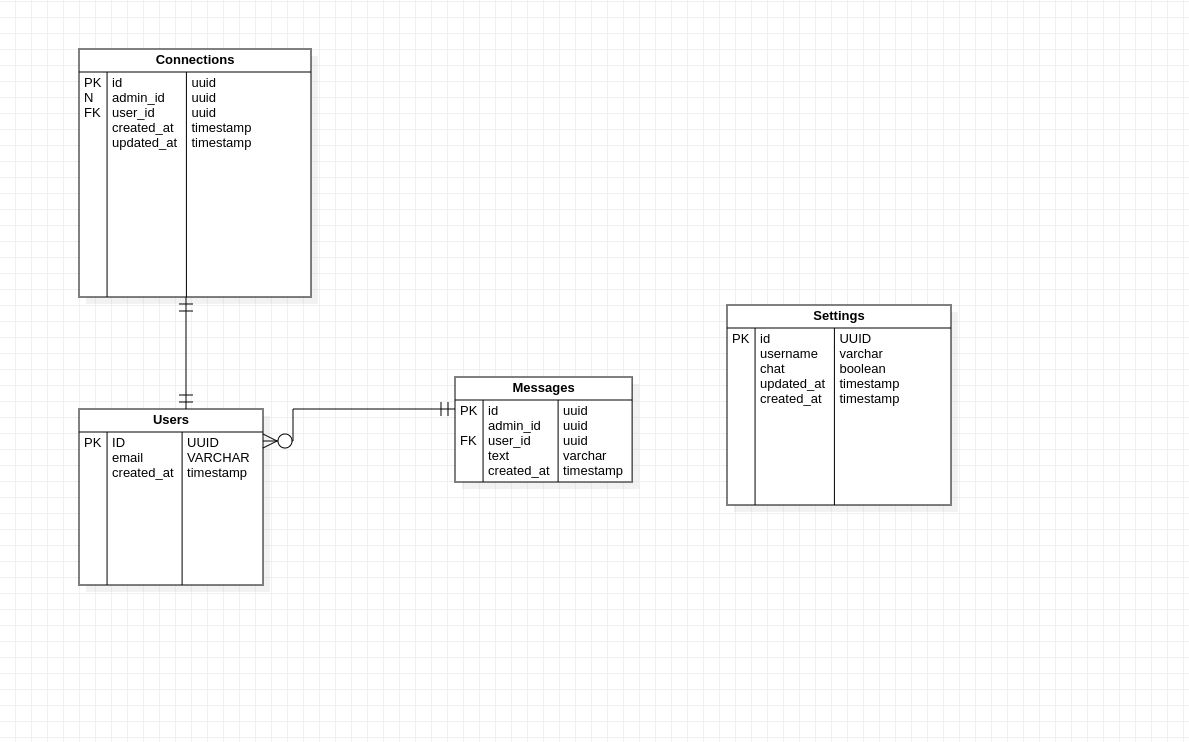 Connections
PK id uuid
N admin_id uuid
FK user_id uuid
created_at timestamp
updated_at timestamp
Users
PK ID UUID
email VARCHAR
created_at timestamp
Messages
PK id uuid
admin_id uuid
FK user_id uuid
text varchar
created_at timestamp
Settings
PK id UUID
username varchar
chat boolean
updated_at timestamp
created_at timestamp